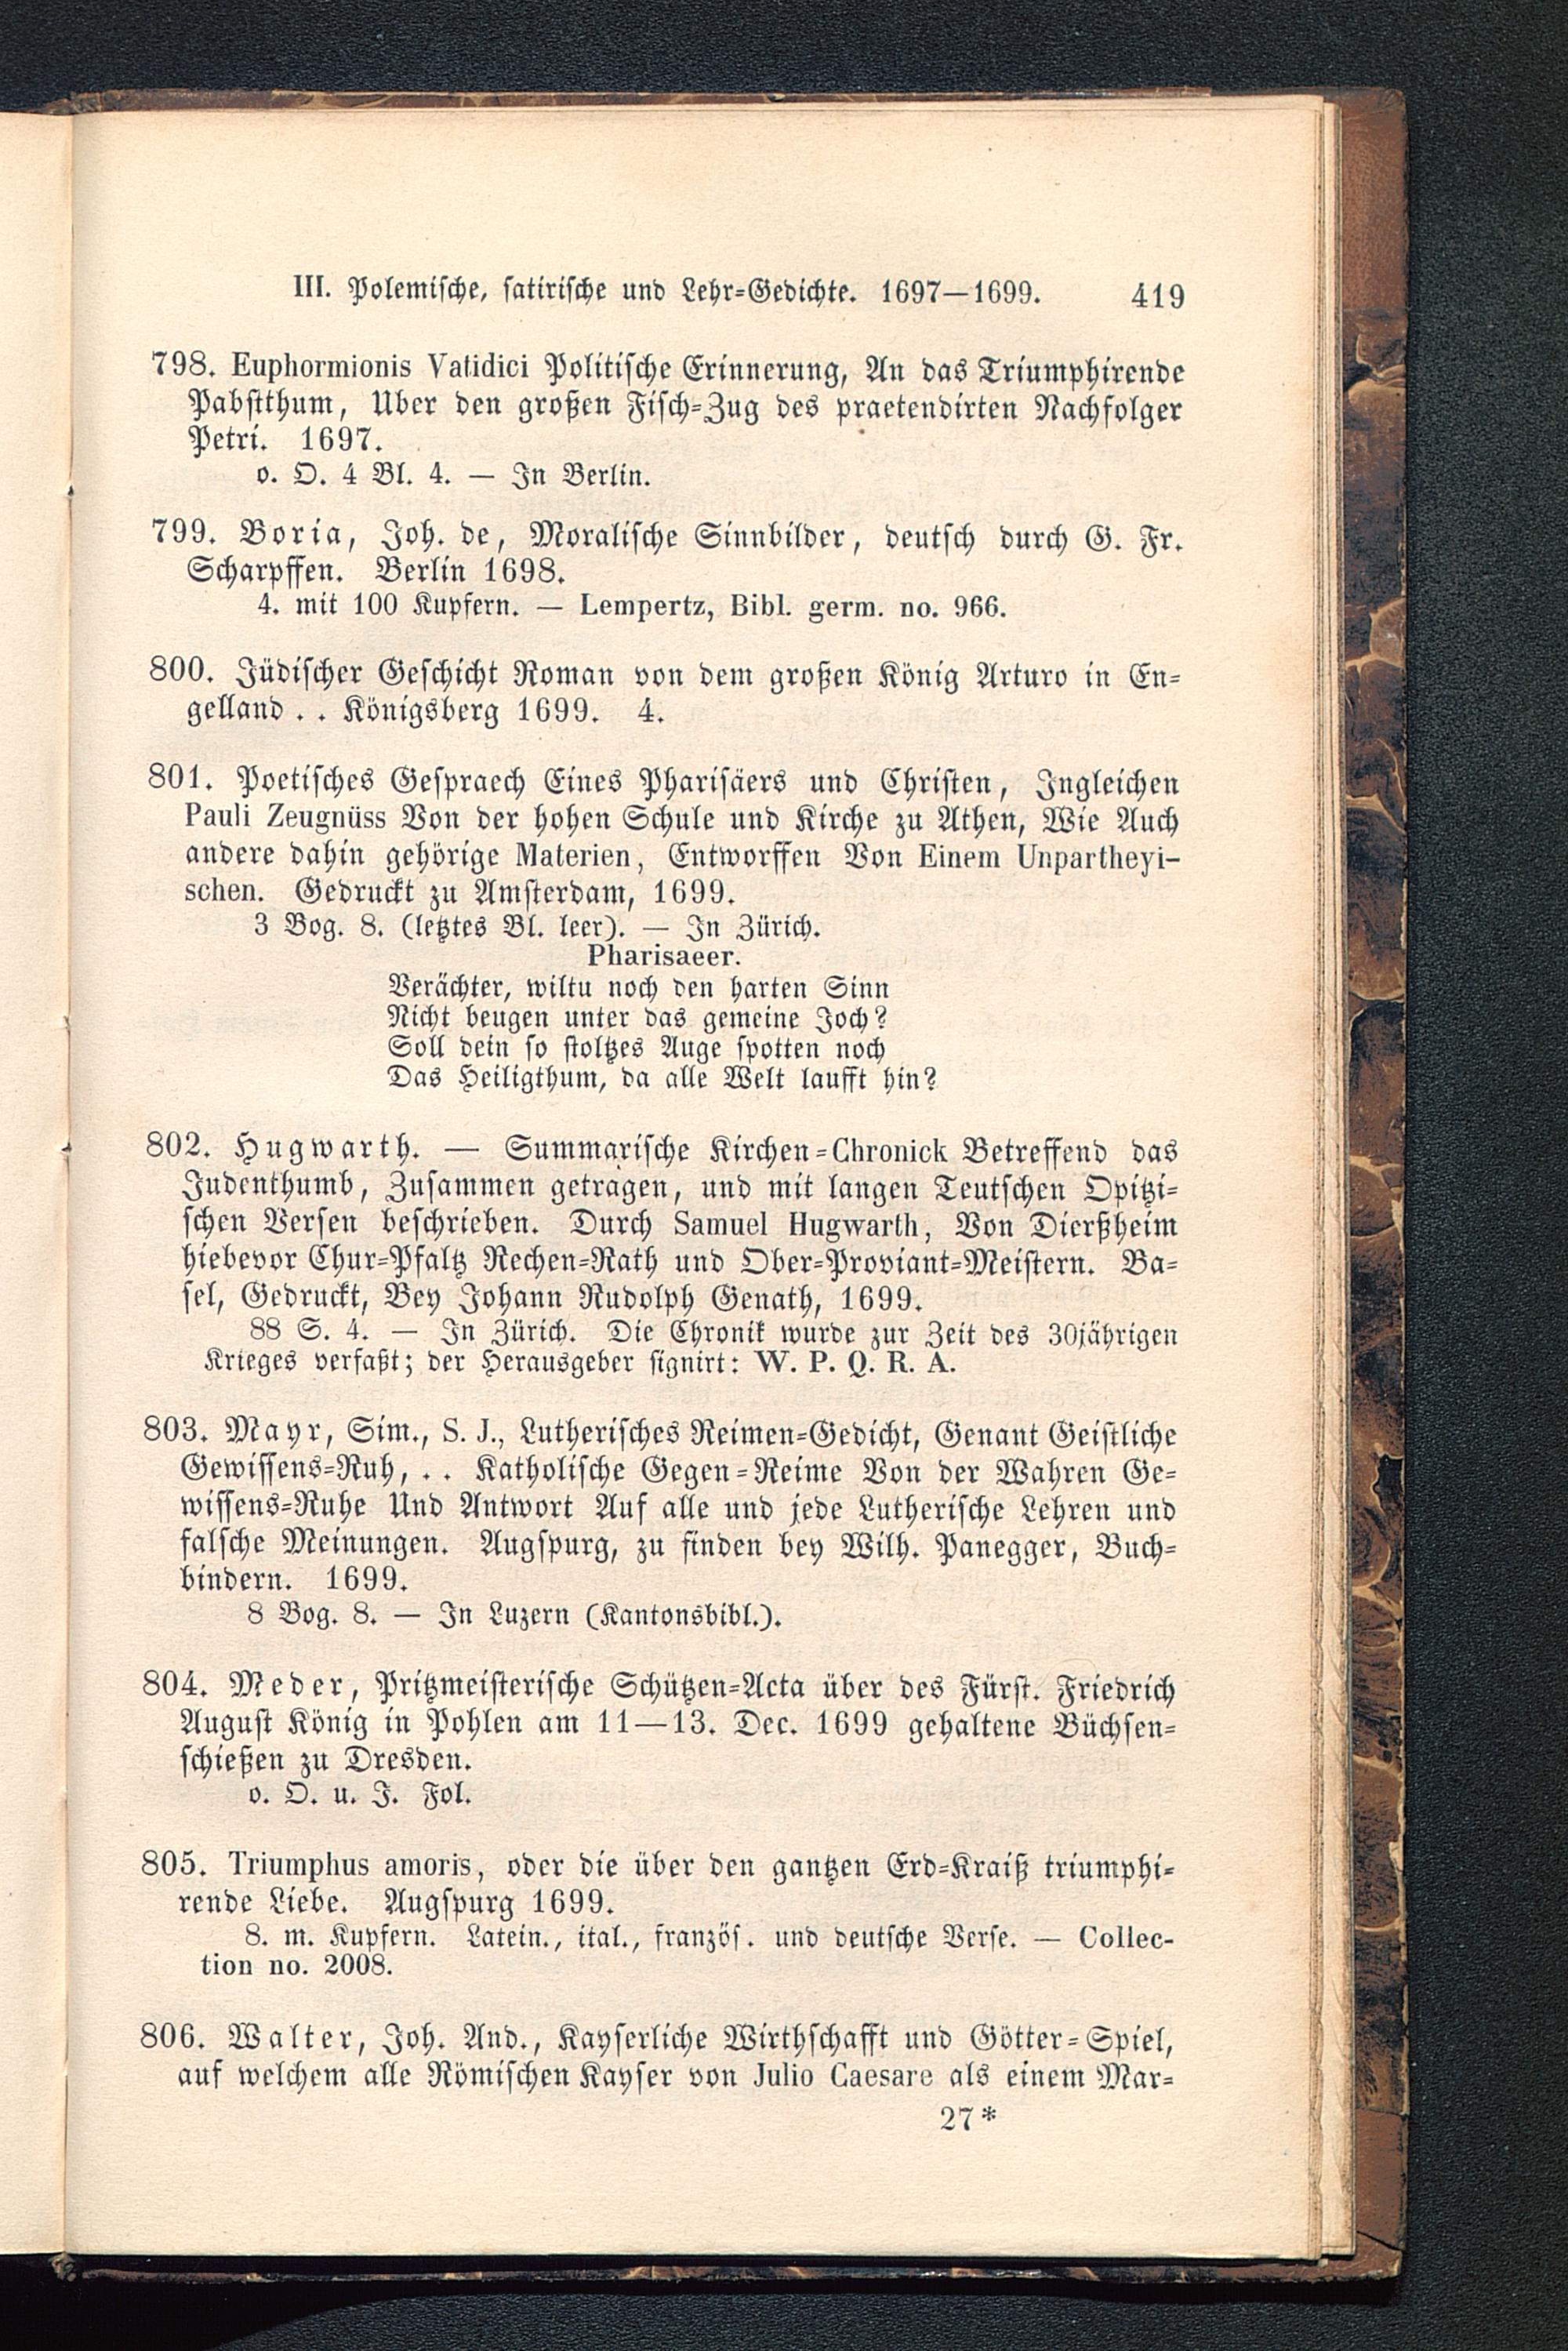 III. Polemische, satirische und Lehr-Gedichte. 1697—1699. 419
798. Euphormionis Vatidici Politische Erinnerung, An das Triumphirende
Pabstthum, Uber den großen Fisch-Zug des praetendirten Nachfolger
Petri. 1697.
o. O. 4 Bl. 4. — In Berlin.
799. Boria, Joh. de, Moralische Sinnbilder, deutsch durch G. Fr.
Scharpffen. Berlin 1698.
4. mit 100 Kupfern. — Lempertz, Bibl. germ. no. 966.
800. Jüdischer Geschicht Roman von dem großen König Arturo in En-
gelland . . Königsberg 1699. 4.
801. Poetisches Gespraech Eines Pharisäers und Christen, Ingleichen
Pauli Zeugnüss Von der hohen Schule und Kirche zu Athen, Wie Auch
andere dahin gehörige Materien, Entworffen Von Einem Unpartheyi-
schen. Gedruckt zu Amsterdam, 1699.
3 Bog. 8. (letztes Bl. leer). — In Zürich.
Pharisaeer.
Verächter, wiltu noch den harten Sinn
Nicht beugen unter das gemeine Joch?
Soll dein so stoltzes Auge spotten noch
Das Heiligthum, da alle Welt laufft hin?
802. Hugwarth. — Summarische Kirchen-Chronick Betreffend das
Judenthumb, Zusammen getragen, und mit langen Teutschen Opitzi-
schen Versen beschrieben. Durch Samuel Hugwarth, Von Dierßheim
hiebevor Chur-Pfaltz Rechen-Rath und Ober-Proviant-Meistern. Ba-
sel, Gedruckt, Bey Johann Rudolph Genath, 1699.
88 S. 4. — In Zürich. Die Chronik wurde zur Zeit des 30jährigen
Krieges verfaßt; der Herausgeber signirt: W. P. Q. R. A.
803. Mayr, Sim., S. J., Lutherisches Reimen-Gedicht, Genant Geistliche
Gewissens-Ruh, . . Katholische Gegen-Reime Von der Wahren Ge-
wissens-Ruhe Und Antwort Auf alle und jede Lutherische Lehren und
falsche Meinungen. Augspurg, zu finden bey Wilh. Panegger, Buch-
bindern. 1699.
8 Bog. 8. — In Luzern (Kantonsbibl.).
804. Meder, Pritzmeisterische Schützen-Acta über des Fürst. Friedrich
August König in Pohlen am 11—13. Dec. 1699 gehaltene Büchsen-
schießen zu Dresden.
o. O. u. J. Fol.
805. Triumphus amoris, oder die über den gantzen Erd-Kraiß triumphi-
rende Liebe. Augspurg 1699.
8. m. Kupfern. Latein., ital., französ. und deutsche Verse. — Collec-
tion no. 2008.
806. Walter, Joh. And., Kayserliche Wirthschafft und Götter-Spiel,
auf welchem alle Römischen Kayser von Julio Caesare als einem Mar-
27*